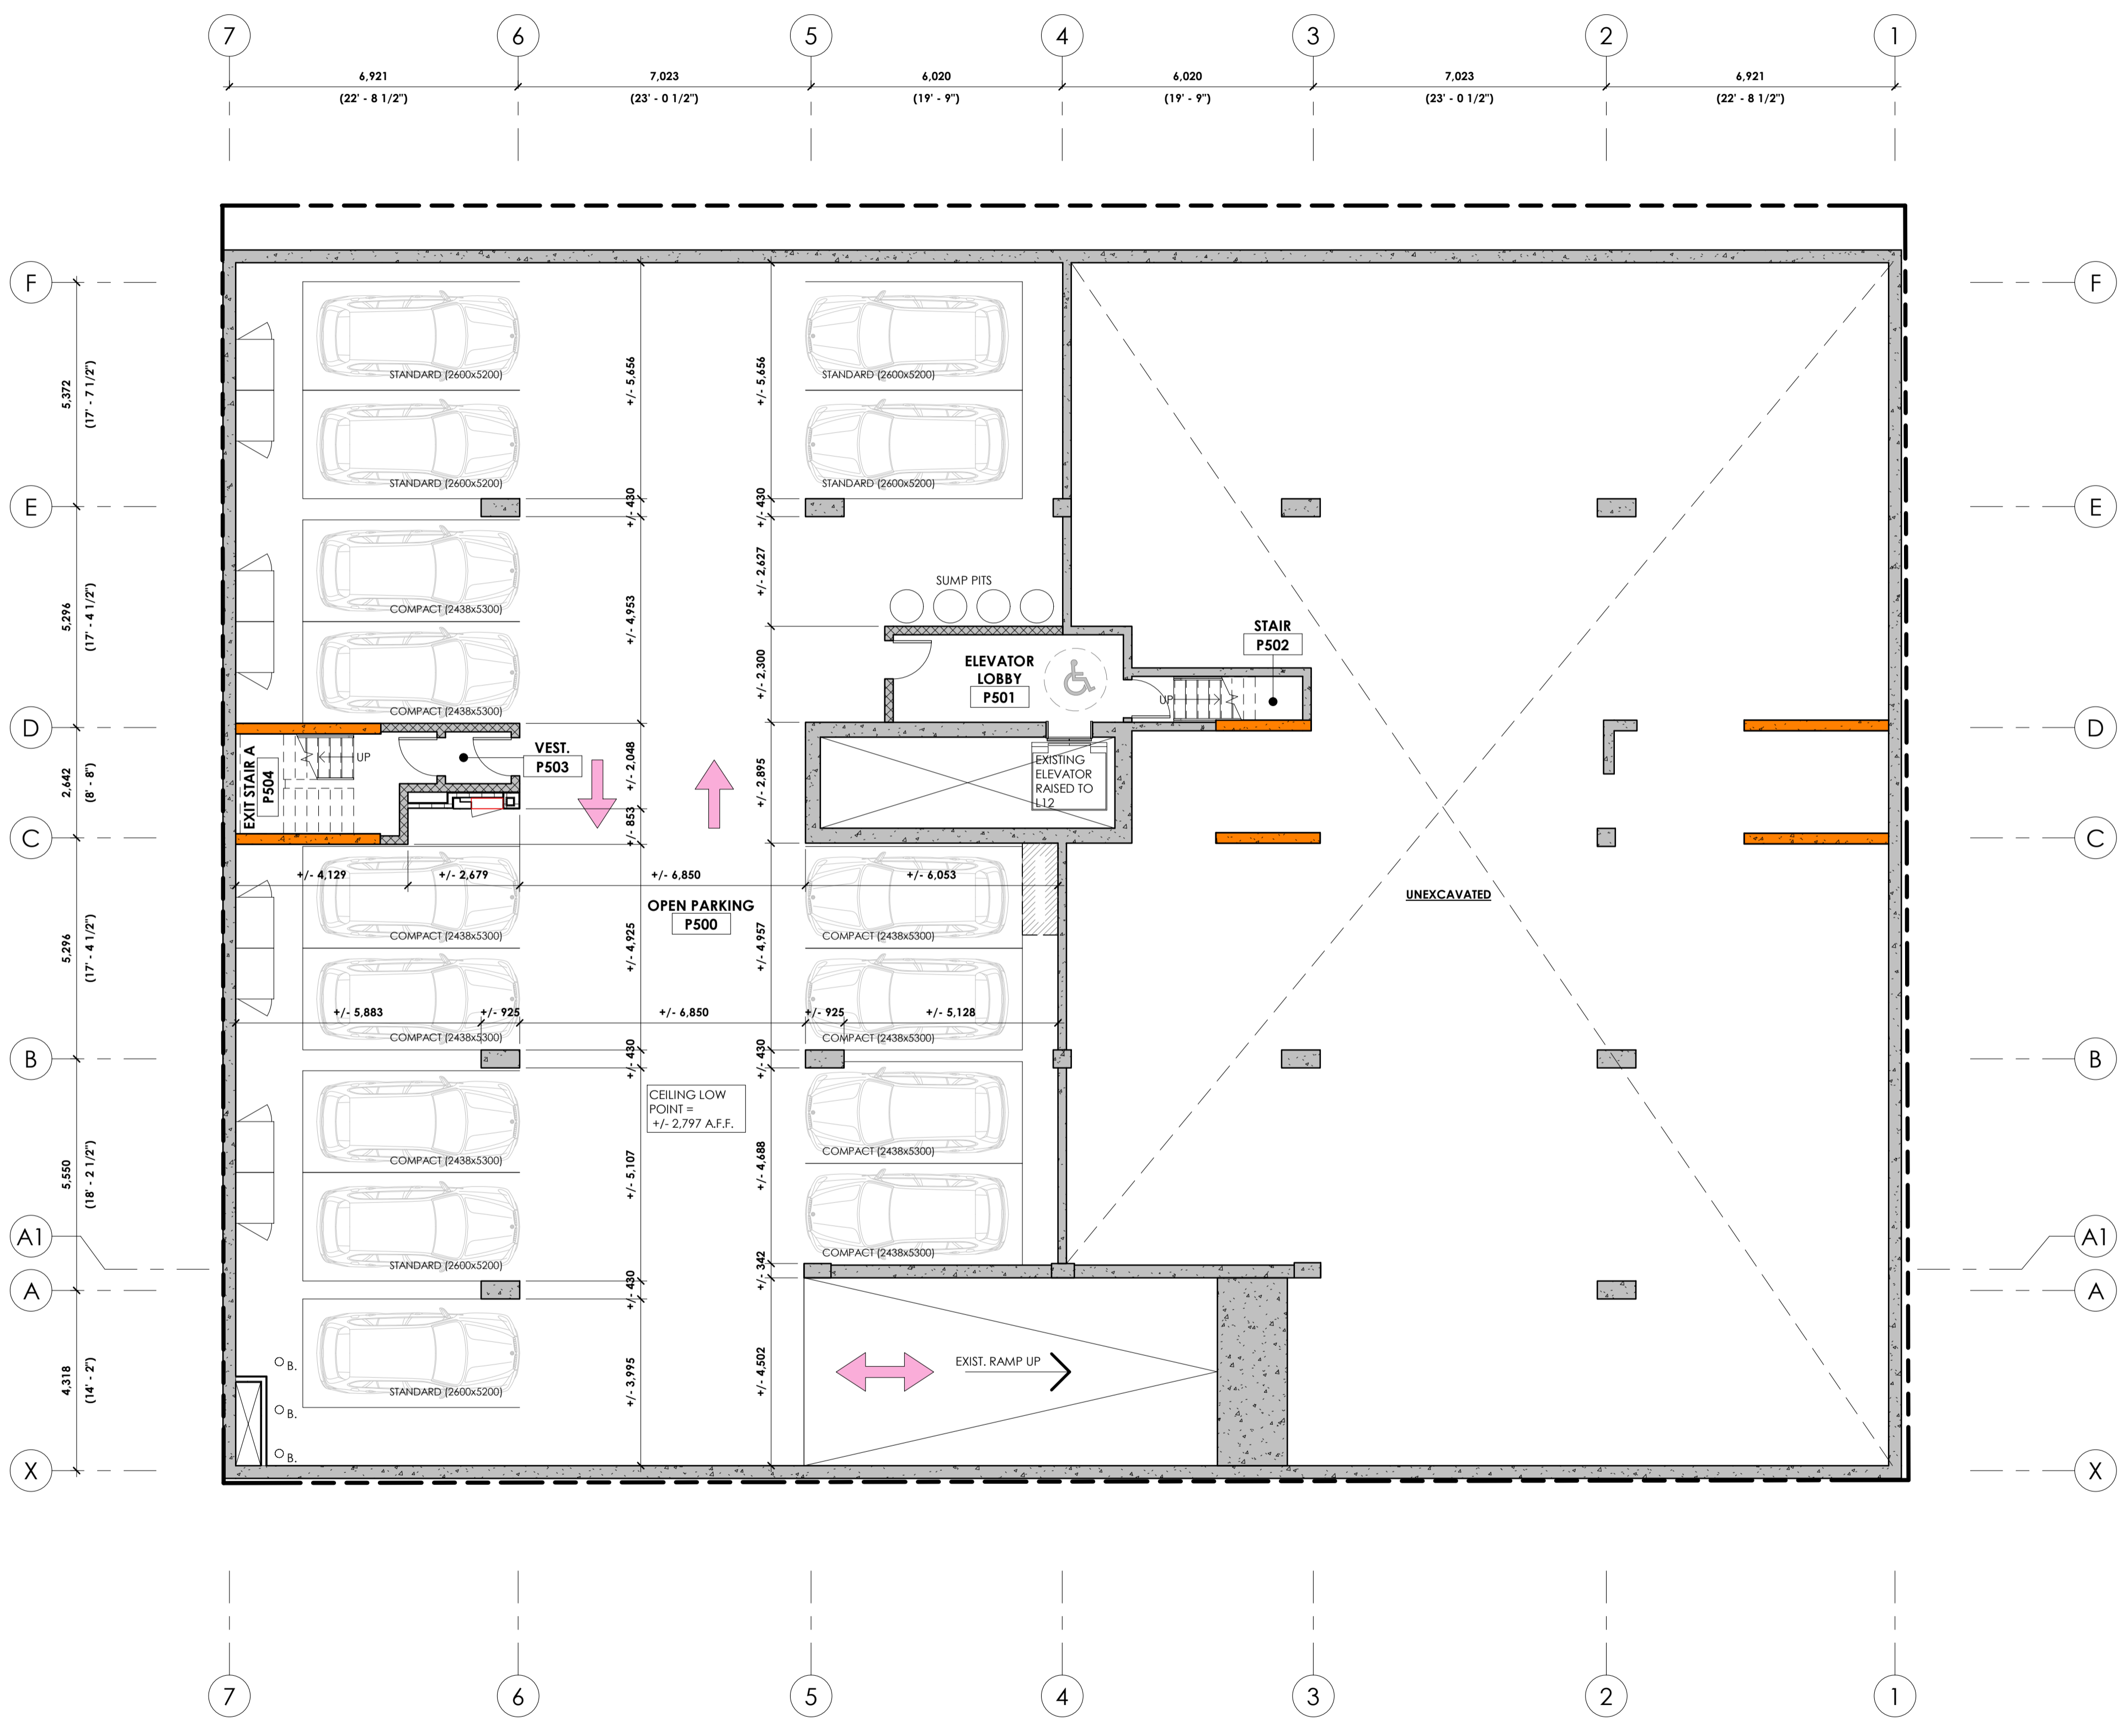 7
6
5
4
3
2
1
6,921
7,023
6,020
6,020
7,023
6,921
(22' - 8 1/2")
(23' - 0 1/2")
(19' - 9")
(19' - 9")
(23' - 0 1/2")
(22' - 8 1/2")
F
F
5,372
(17' - 7 1/2")
STANDARD (2600x5200)
STANDARD (2600x5200)
+/- 5,656
+/- 5,656
STANDARD (2600x5200)
STANDARD (2600x5200)
E
+/- 430
+/- 430
E
5,296
(17' - 4 1/2")
+/- 2,627
SUMP PITS
COMPACT (2438x5300)
+/- 4,953
STAIR
P502
ELEVATOR
LOBBY
P501
+/- 2,300
UP
COMPACT (2438x5300)
D
D
EXIT STAIR A
P504
UP
VEST.
P503
+/- 2,048
+/- 2,895
EXISTING
ELEVATOR
RAISED TO
L12
2,642
(8' - 8")
+/- 853
C
C
+/- 4,129
+/- 2,679
+/- 6,850
+/- 6,053
UNEXCAVATED
OPEN PARKING
P500
5,296
(17' - 4 1/2")
COMPACT (2438x5300)
+/- 4,925
+/- 4,957
COMPACT (2438x5300)
+/- 5,883
+/- 925
+/- 6,850
+/- 925
+/- 5,128
COMPACT (2438x5300)
COMPACT (2438x5300)
B
+/- 430
+/- 430
B
CEILING LOW
POINT =
+/- 2,797 A.F.F.
5,550
(18' - 2 1/2")
COMPACT (2438x5300)
+/- 5,107
+/- 4,688
COMPACT (2438x5300)
A1
A1
STANDARD (2600x5200)
COMPACT (2438x5300)
A
+/- 430
+/- 342
A
4,318
(14' - 2")
B.
B.
B.
STANDARD (2600x5200)
+/- 3,995
+/- 4,502
EXIST. RAMP UP
X
X
7
6
5
4
3
2
1